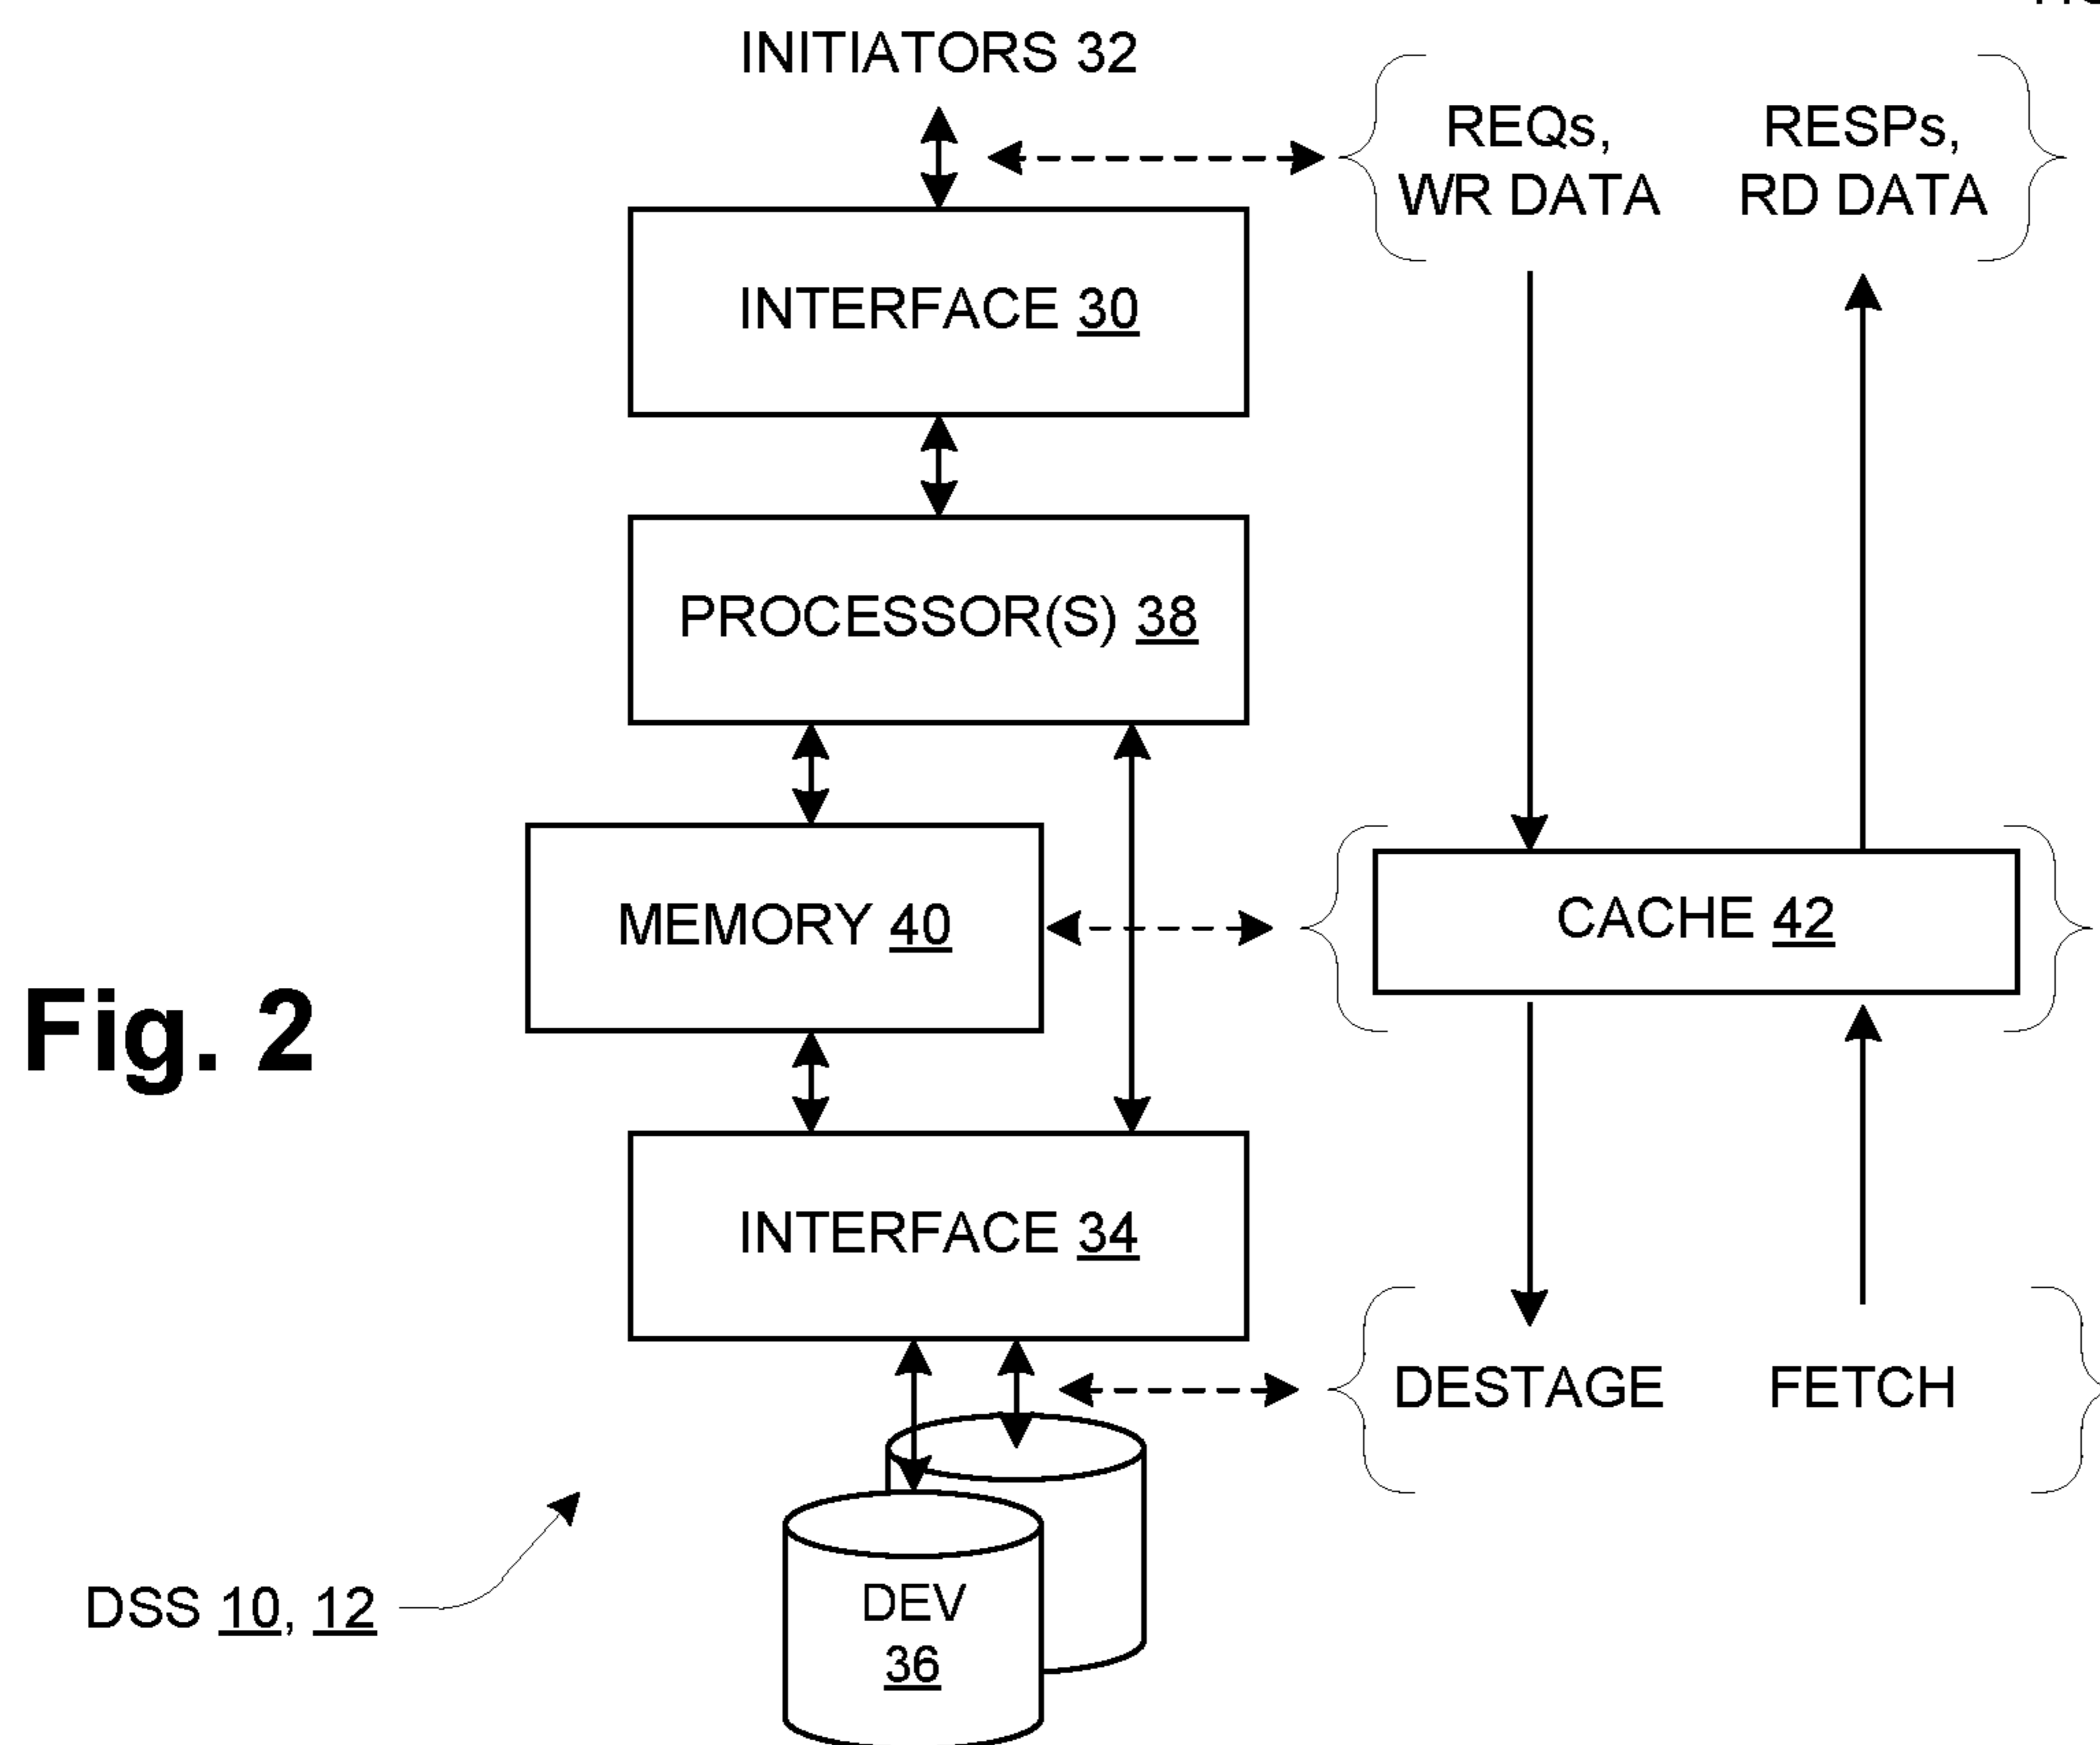 INITIATORS 32
REQs,
WR DATA
RESPs,
RD DATA
INTERFACE 30
PROCESSOR(S) 38
MEMORY 40
CACHE 42
Fig. 2
INTERFACE 34
DESTAGE
FETCH
DSS 10, 12
DEV
36